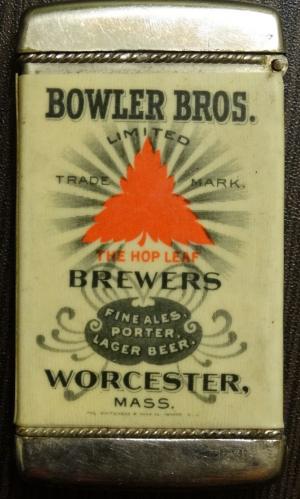 BOWLER BROS.
LIMITED
TRADE MARK.
THE HOP LEAF
BREWERS
FINE ALES,
PORTER,
LAGER BEER.
WORCESTER,
MASS.